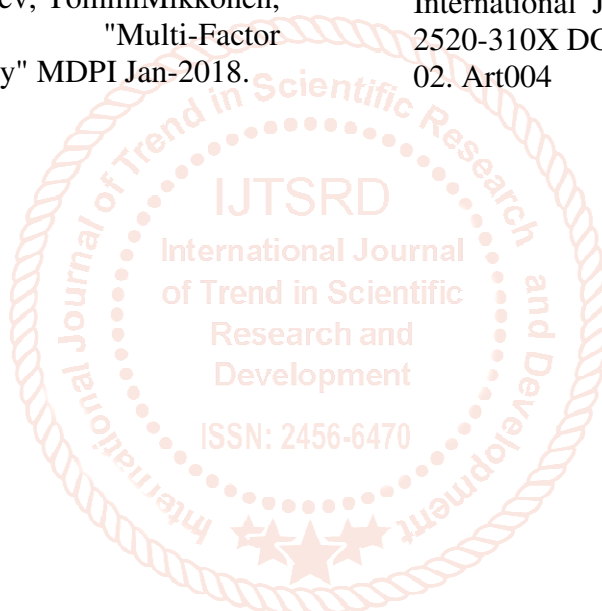 ev, TommiMikkonen,
"Multi-Factor
y" MDPI Jan-2018.
International J
2520-310X DO
02. Art004
International Journal of Trend in Scientific Research and Development
IJTSRD
International Journal
of Trend in Scientific
Research and
Development
ISSN: 2456-6470